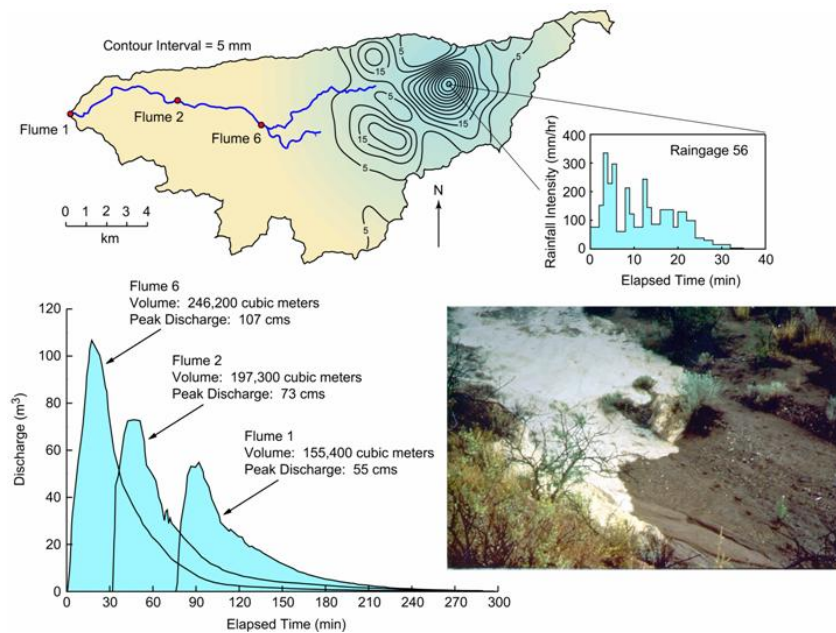 Contour Interval = 5 mm
5
5
15
15
5
5
15
5
5
5
Flume 1
Flume 2
Flume 6
N
0 1 2 3 4
km
Raingage 56
Rainfall Intensity (mm/hr)
400
300
200
100
0
0 10 20 30 40
Elapsed Time (min)
Flume 6
Volume: 246,200 cubic meters
Peak Discharge: 107 cms
Flume 2
Volume: 197,300 cubic meters
Peak Discharge: 73 cms
Flume 1
Volume: 155,400 cubic meters
Peak Discharge: 55 cms
Discharge (m³)
120
100
80
60
40
20
0
0 30 60 90 120 150 180 210 240 270 300
Elapsed Time (min)